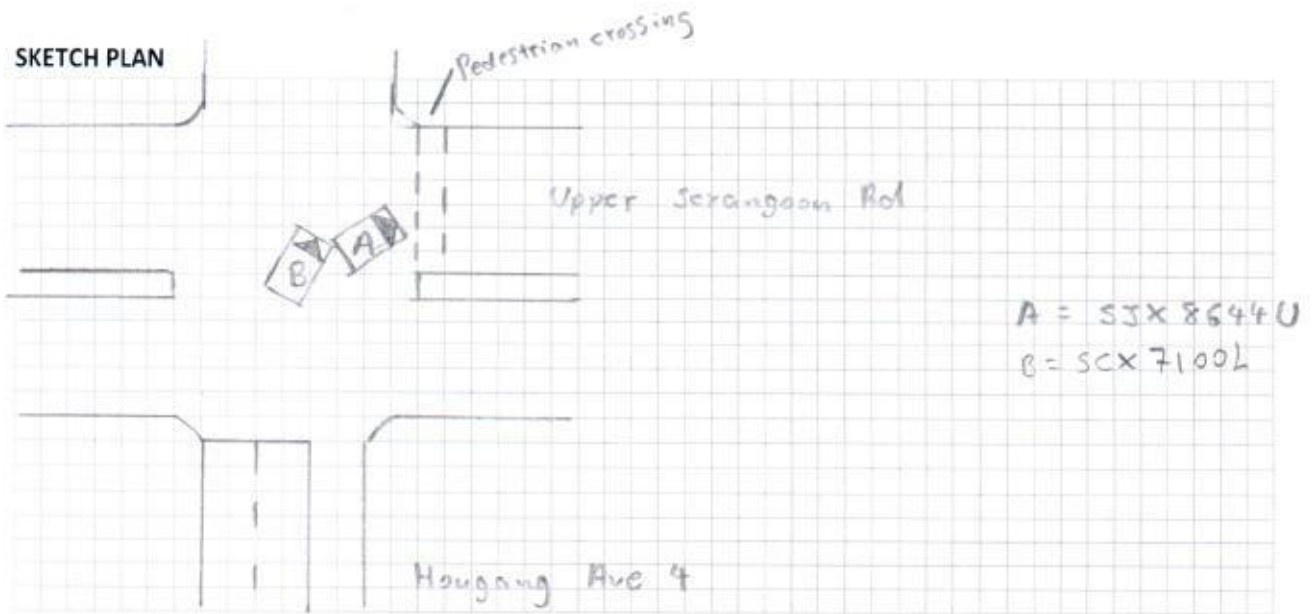 SKETCH PLAN
Pedestrian crossing
Upper Serangoon Rd
B
A
A = SJX 8644U
B = SCX 7100L
Hougang Ave 4